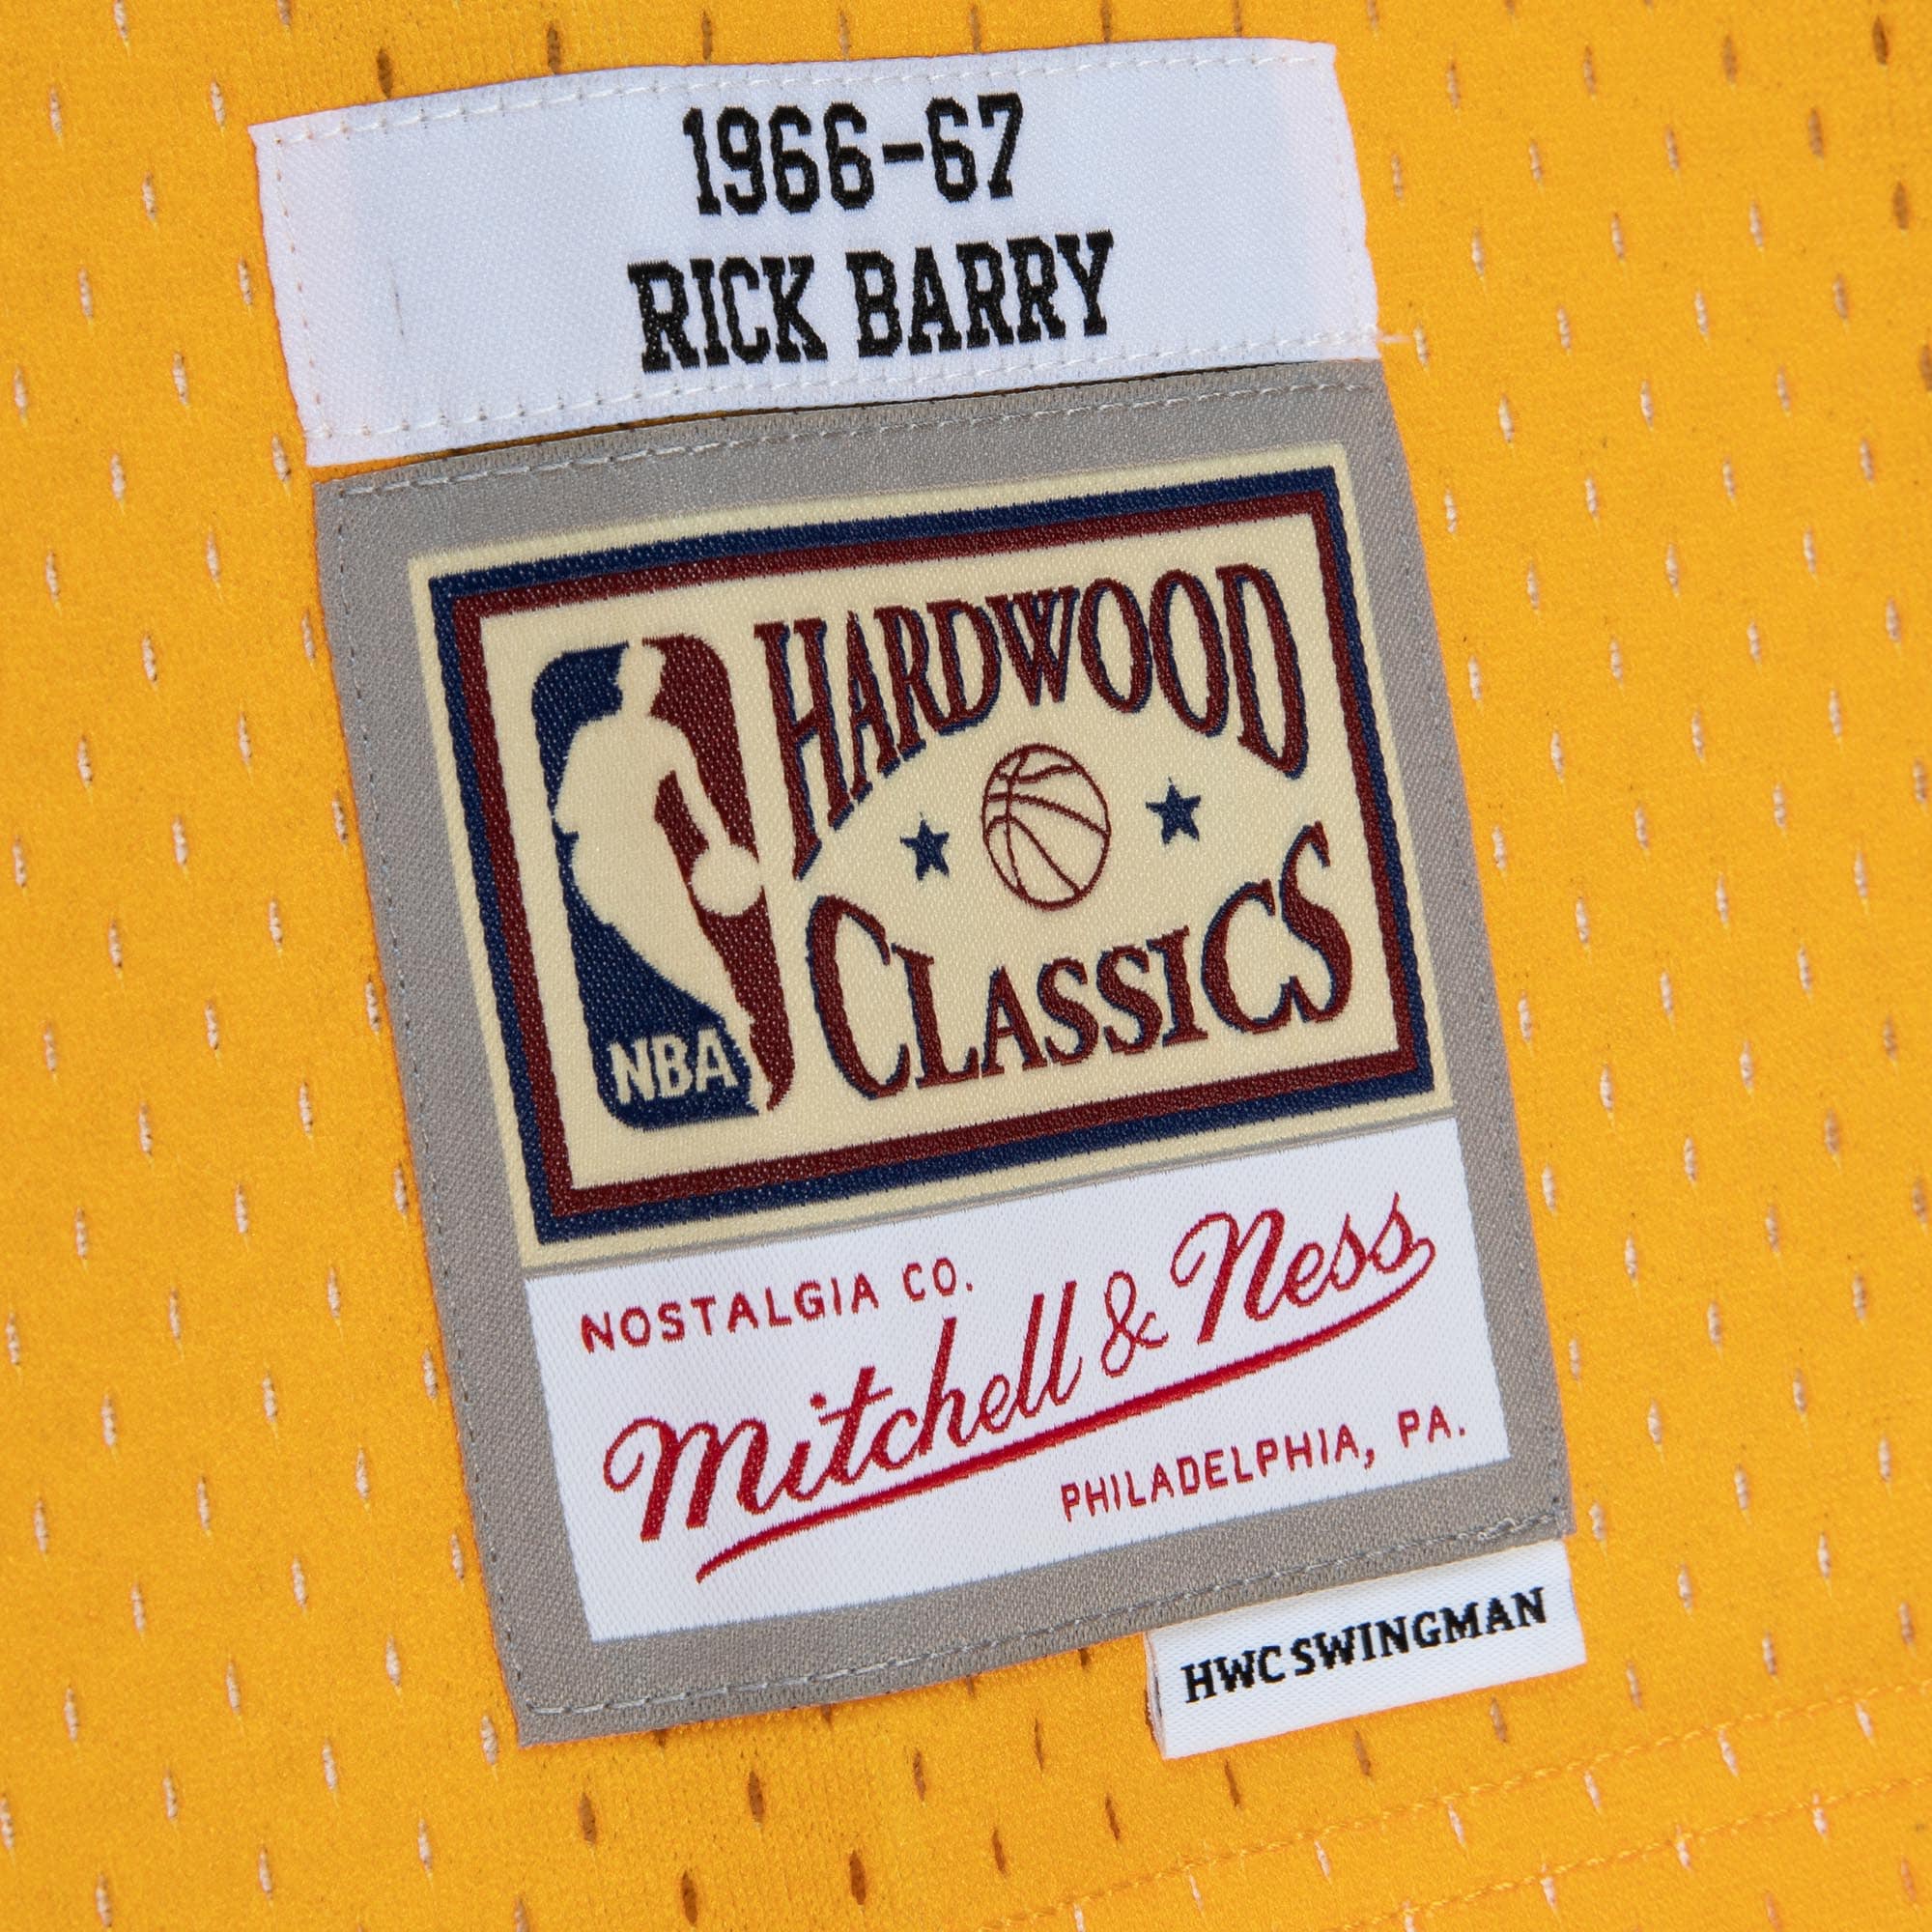 1966-67
RICK BARRY
HARDWOOD
CLASSICS
NBA
NOSTALGIA CO.
Mitchell & Ness
PHILADELPHIA, PA.
HWC SWINGMAN